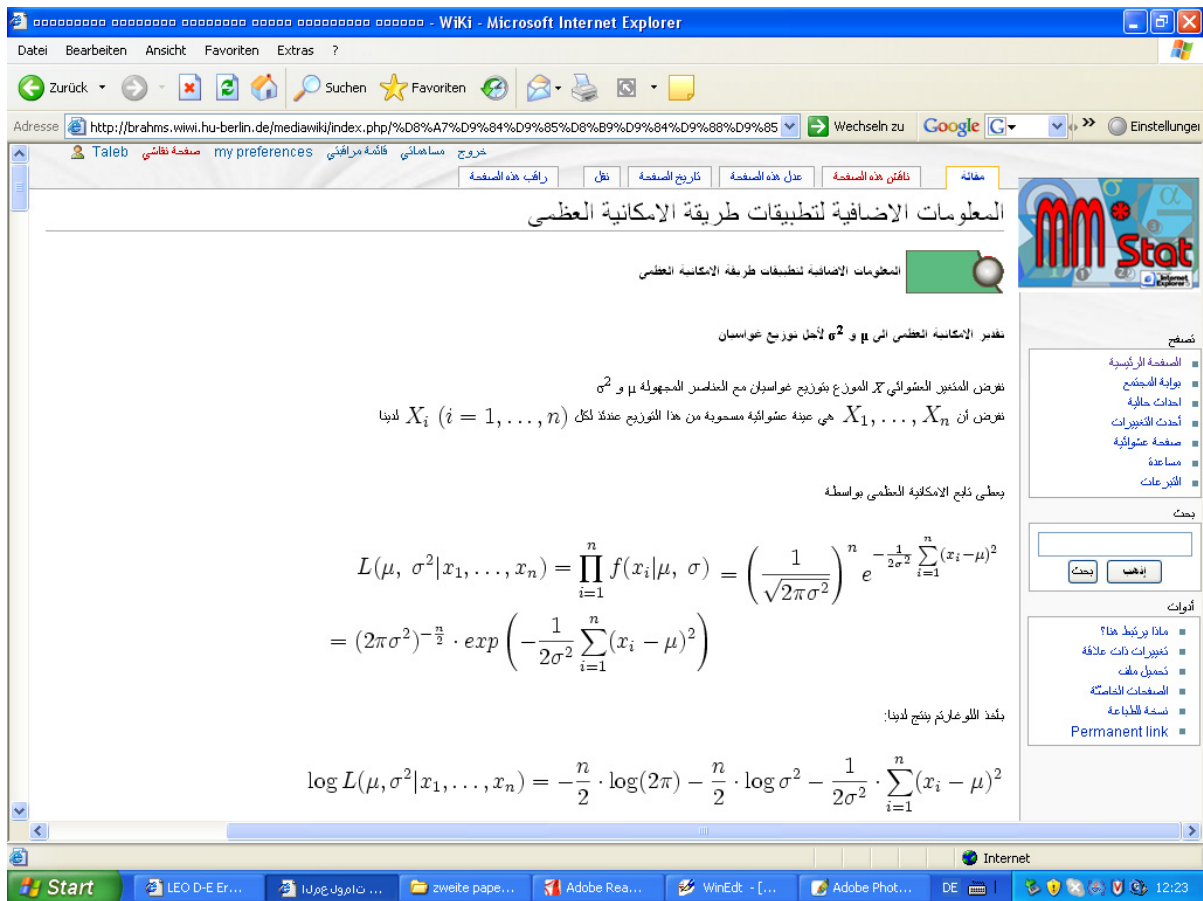 ▯▯▯▯▯▯▯▯▯▯ ▯▯▯▯▯▯▯▯ ▯▯▯▯▯▯▯▯ ▯▯▯▯▯ ▯▯▯▯▯▯▯▯▯▯ ▯▯▯▯▯▯ - WiKi - Microsoft Internet Explorer
Datei Bearbeiten Ansicht Favoriten Extras ?
Zurück Suchen Favoriten
Adresse http://brahms.wiwi.hu-berlin.de/mediawiki/index.php/%D8%A7%D9%84%D9%85%D8%B9%D9%84%D9%88%D9%85 Wechseln zu Google G Einstellunger
Taleb صفحة نقاشي my preferences قائمة مراقبتي مساهماتي خروج
مقالة ناقش هذه الصفحة عدل هذه الصفحة تاريخ الصفحة نقل راقب هذه الصفحة
المعلومات الاضافية لتطبيقات طريقة الامكانية العظمى
المعلومات الاضافية لتطبيقات طريقة الامكانية العظمى
تقدير الامكانية العظمى الى μ و σ² لأجل توزيع غواسيان
نفرض المتغير العشوائي X الموزع بتوزيع غواسيان مع العناصر المجهولة μ و σ²
نفرض أن X₁, . . . , Xₙ هي عينة عشوائية مسحوبة من هذا التوزيع عندئذ لكل Xᵢ (i = 1, . . . , n) لدينا
يعطى تابع الامكانية العظمى بواسطة
L(μ, σ²|x₁, . . . , xₙ) = ∏ᵢ₌₁ⁿ f(xᵢ|μ, σ) = (1/√(2πσ²))ⁿ e^(−1/(2σ²) ∑ᵢ₌₁ⁿ (xᵢ−μ)²)
= (2πσ²)^(−n/2) · exp(−1/(2σ²) ∑ᵢ₌₁ⁿ (xᵢ − μ)²)
بأخذ اللوغارتم ينتج لدينا:
log L(μ, σ²|x₁, . . . , xₙ) = −n/2 · log(2π) − n/2 · log σ² − 1/(2σ²) · ∑ᵢ₌₁ⁿ (xᵢ − μ)²
MM*Stat
Internet Explorer
تصفح
الصفحة الرئيسية
بوابة المجتمع
احداث حالية
أحدث التغييرات
صفحة عشوائية
مساعدة
التبرعات
بحث
إذهب بحث
أدوات
ماذا يرتبط هنا؟
تغييرات ذات علاقة
تحميل ملف
الصفحات الخاصّة
نسخة للطباعة
Permanent link
Internet
Start LEO D-E Er... zweite pape... Adobe Rea... WinEdt - [... Adobe Phot... DE 12:23